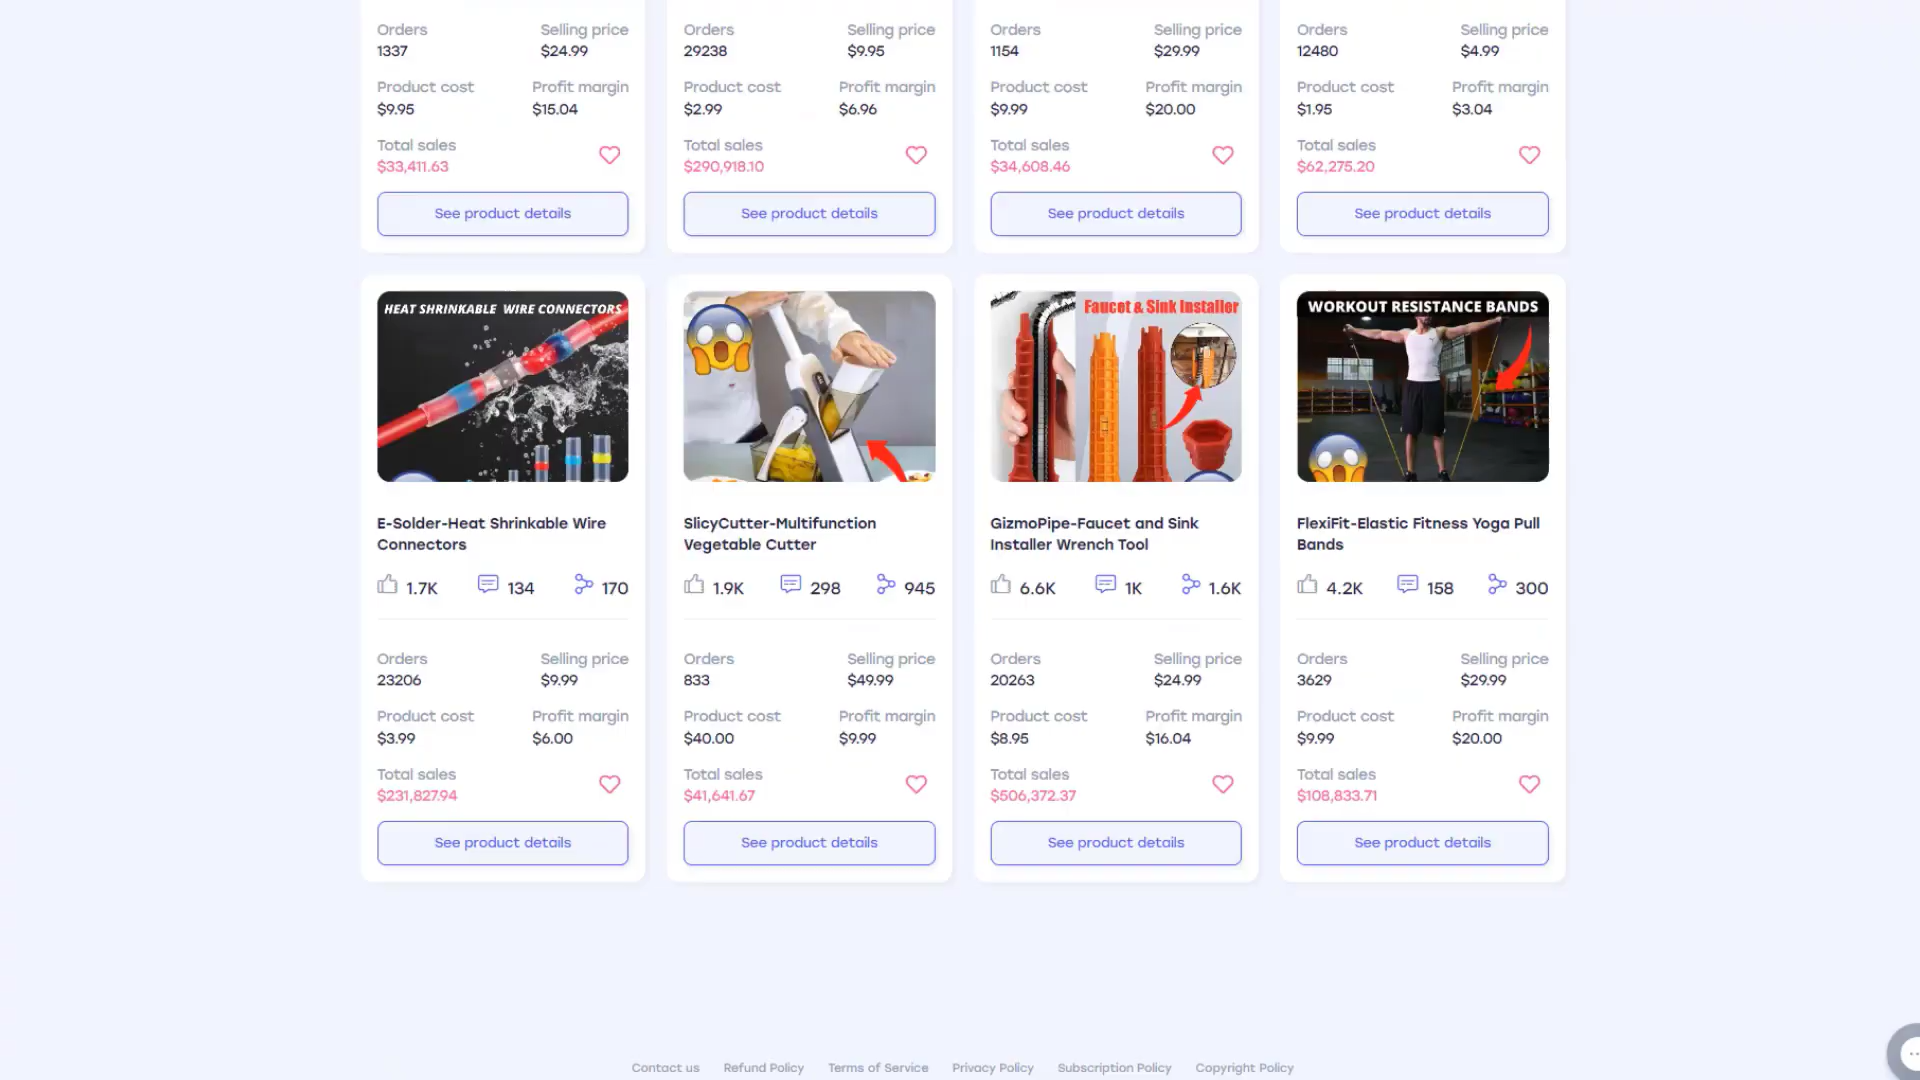 Orders Selling price
1337 $24.99
Product cost Profit margin
$9.95 $15.04
Total sales
$33,411.63
See product details
Orders Selling price
29238 $9.95
Product cost Profit margin
$2.99 $6.96
Total sales
$290,918.10
See product details
Orders Selling price
1154 $29.99
Product cost Profit margin
$9.99 $20.00
Total sales
$34,608.46
See product details
Orders Selling price
12480 $4.99
Product cost Profit margin
$1.95 $3.04
Total sales
$62,275.20
See product details
HEAT SHRINKABLE WIRE CONNECTORS
E-Solder-Heat Shrinkable Wire
Connectors
1.7K 134 170
Orders Selling price
23206 $9.99
Product cost Profit margin
$3.99 $6.00
Total sales
$231,827.94
See product details
SlicyCutter-Multifunction
Vegetable Cutter
1.9K 298 945
Orders Selling price
833 $49.99
Product cost Profit margin
$40.00 $9.99
Total sales
$41,641.67
See product details
Faucet & Sink Installer
GizmoPipe-Faucet and Sink
Installer Wrench Tool
6.6K 1K 1.6K
Orders Selling price
20263 $24.99
Product cost Profit margin
$8.95 $16.04
Total sales
$506,372.37
See product details
WORKOUT RESISTANCE BANDS
FlexiFit-Elastic Fitness Yoga Pull
Bands
4.2K 158 300
Orders Selling price
3629 $29.99
Product cost Profit margin
$9.99 $20.00
Total sales
$108,833.71
See product details
Contact us Refund Policy Terms of Service Privacy Policy Subscription Policy Copyright Policy